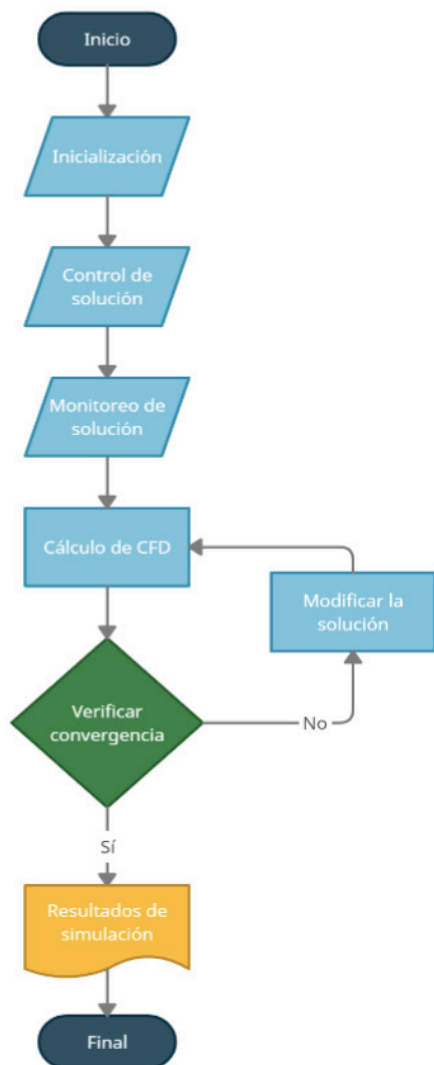 Inicio
Inicialización
Control de
solución
Monitoreo de
solución
Cálculo de CFD
Modificar la
solución
Verificar
convergencia
No
Sí
Resultados de
simulación
Final